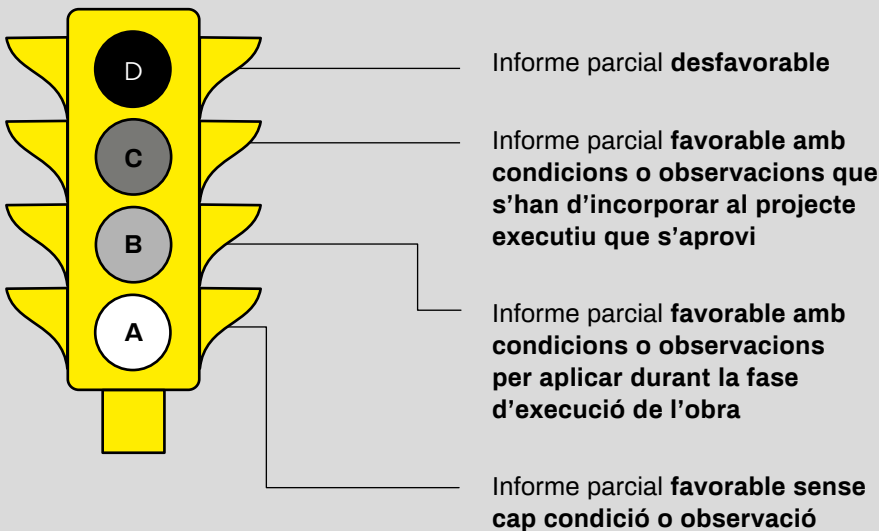 D
Informe parcial desfavorable
C
Informe parcial favorable amb
condicions o observacions que
s'han d'incorporar al projecte
executiu que s'aprovi
B
Informe parcial favorable amb
condicions o observacions
per aplicar durant la fase
d'execució de l'obra
A
Informe parcial favorable sense
cap condició o observació